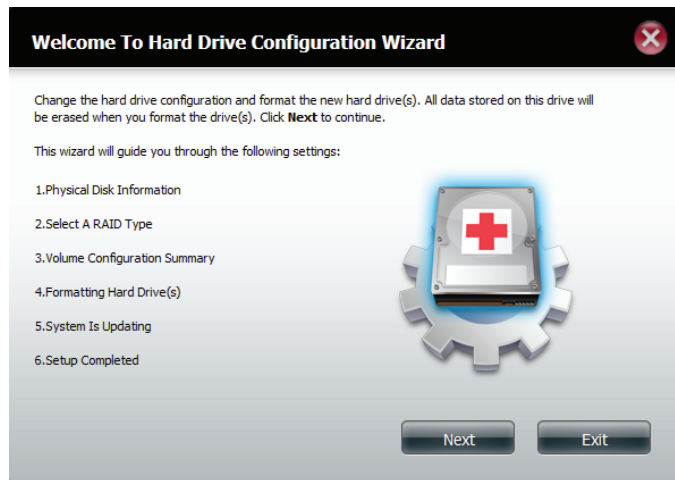 Welcome To Hard Drive Configuration Wizard
Change the hard drive configuration and format the new hard drive(s). All data stored on this drive will
be erased when you format the drive(s). Click Next to continue.
This wizard will guide you through the following settings:
1.Physical Disk Information
2.Select A RAID Type
3.Volume Configuration Summary
4.Formatting Hard Drive(s)
5.System Is Updating
6.Setup Completed
Next
Exit